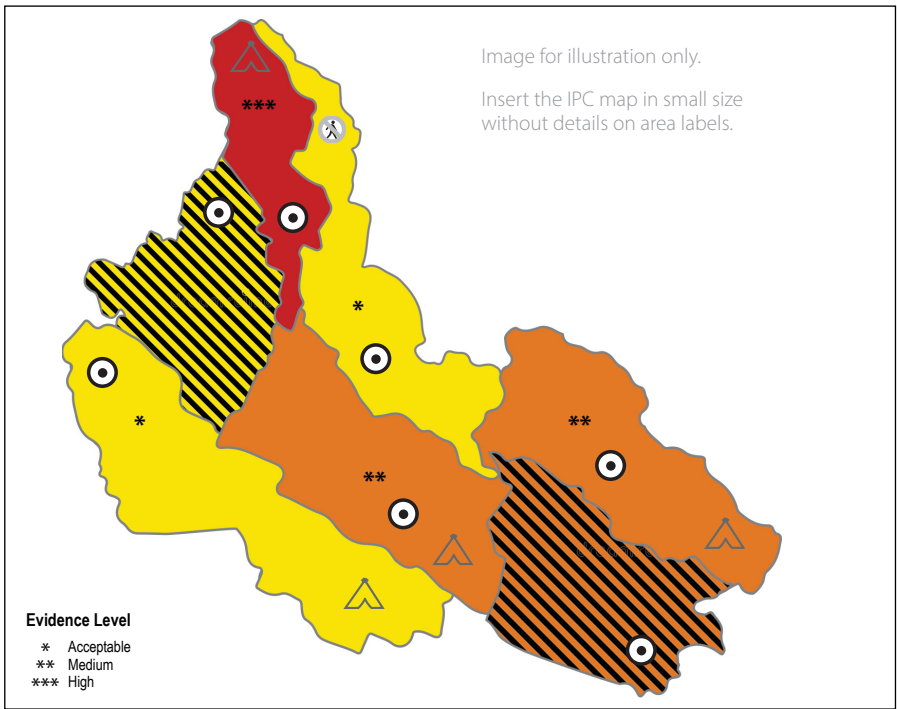 Image for illustration only.
Insert the IPC map in small size
without details on area labels.
***
*
**
*
**
Evidence Level
* Acceptable
** Medium
*** High